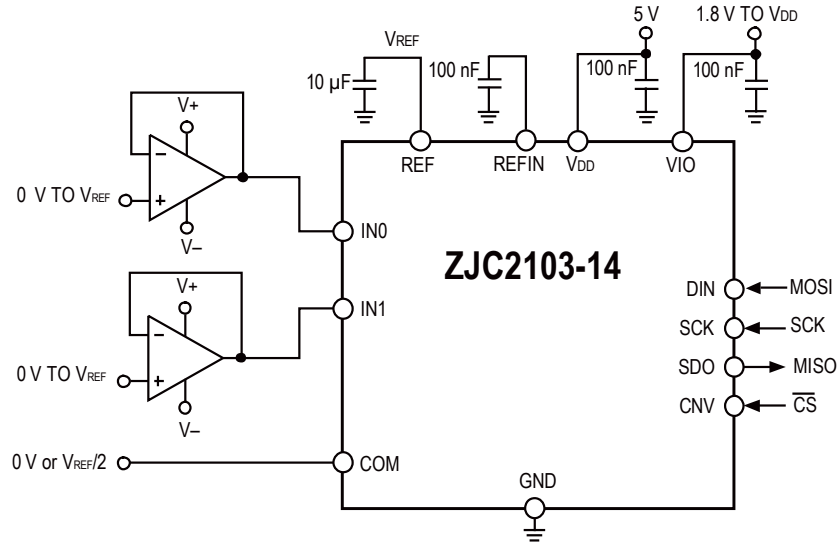 5 V
1.8 V TO VDD
VREF
10 µF
100 nF
100 nF
100 nF
V+
REF
REFIN
VDD
VIO
–
0 V TO VREF
+
V–
IN0
ZJC2103-14
V+
IN1
DIN
MOSI
–
SCK
SCK
0 V TO VREF
+
SDO
MISO
V–
CNV
CS
0 V or VREF/2
COM
GND